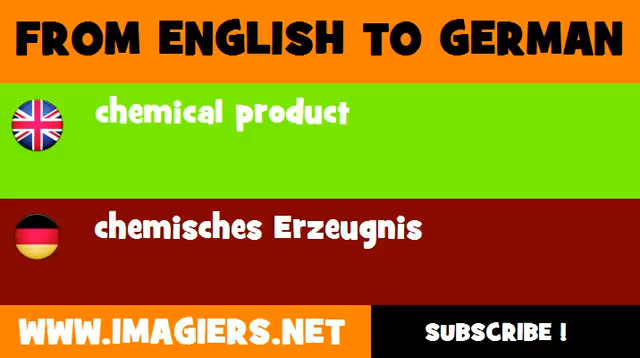 FROM ENGLISH TO GERMAN
chemical product
chemisches Erzeugnis
WWW.IMAGIERS.NET
SUBSCRIBE !